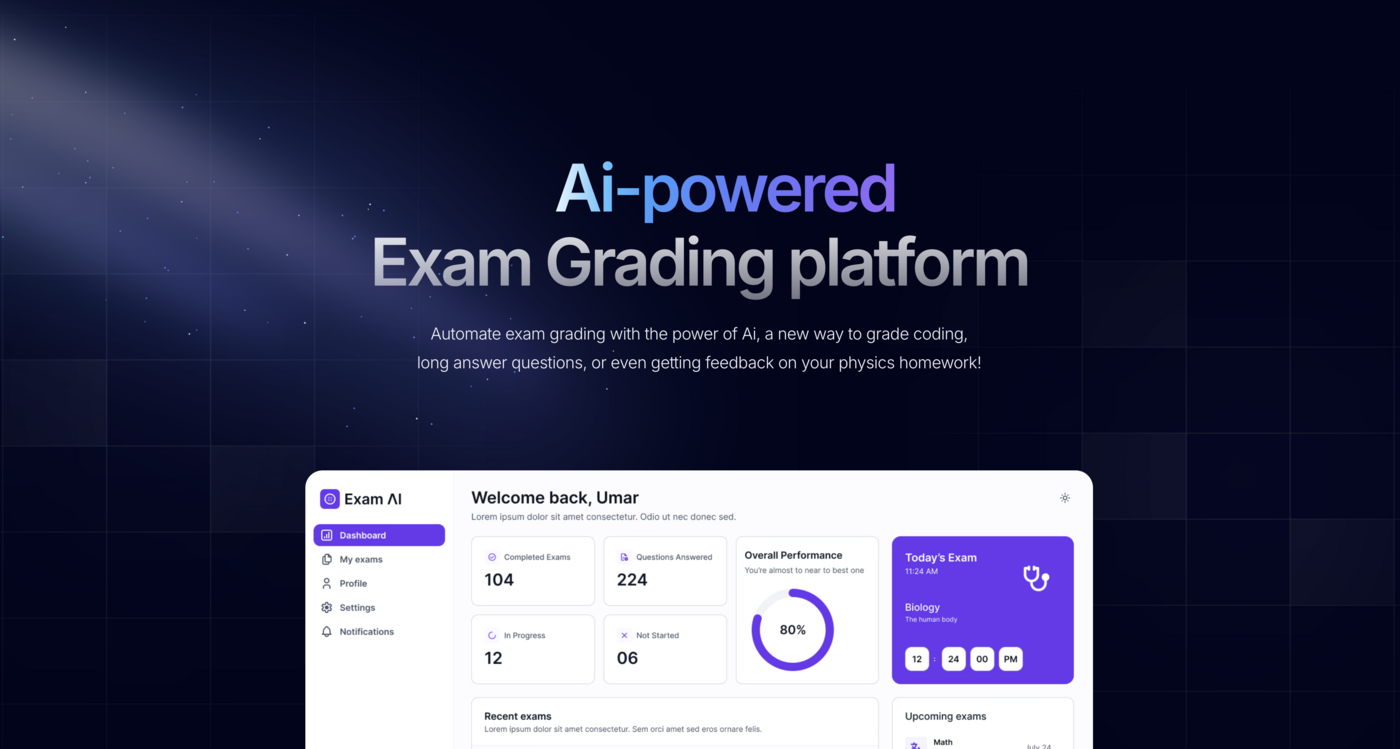 Ai-powered
Exam Grading platform
Automate exam grading with the power of Ai, a new way to grade coding,
long answer questions, or even getting feedback on your physics homework!
Exam ΛI
Dashboard
My exams
Profile
Settings
Notifications
Welcome back, Umar
Lorem ipsum dolor sit amet consectetur. Odio ut nec donec sed.
Completed Exams
104
Questions Answered
224
In Progress
12
Not Started
06
Overall Performance
You're almost to near to best one
80%
Today's Exam
11:24 AM
Biology
The human body
12 : 24 00 PM
Recent exams
Lorem ipsum dolor sit amet consectetur. Sem orci amet sed eros ornare felis.
Upcoming exams
Math
July 24